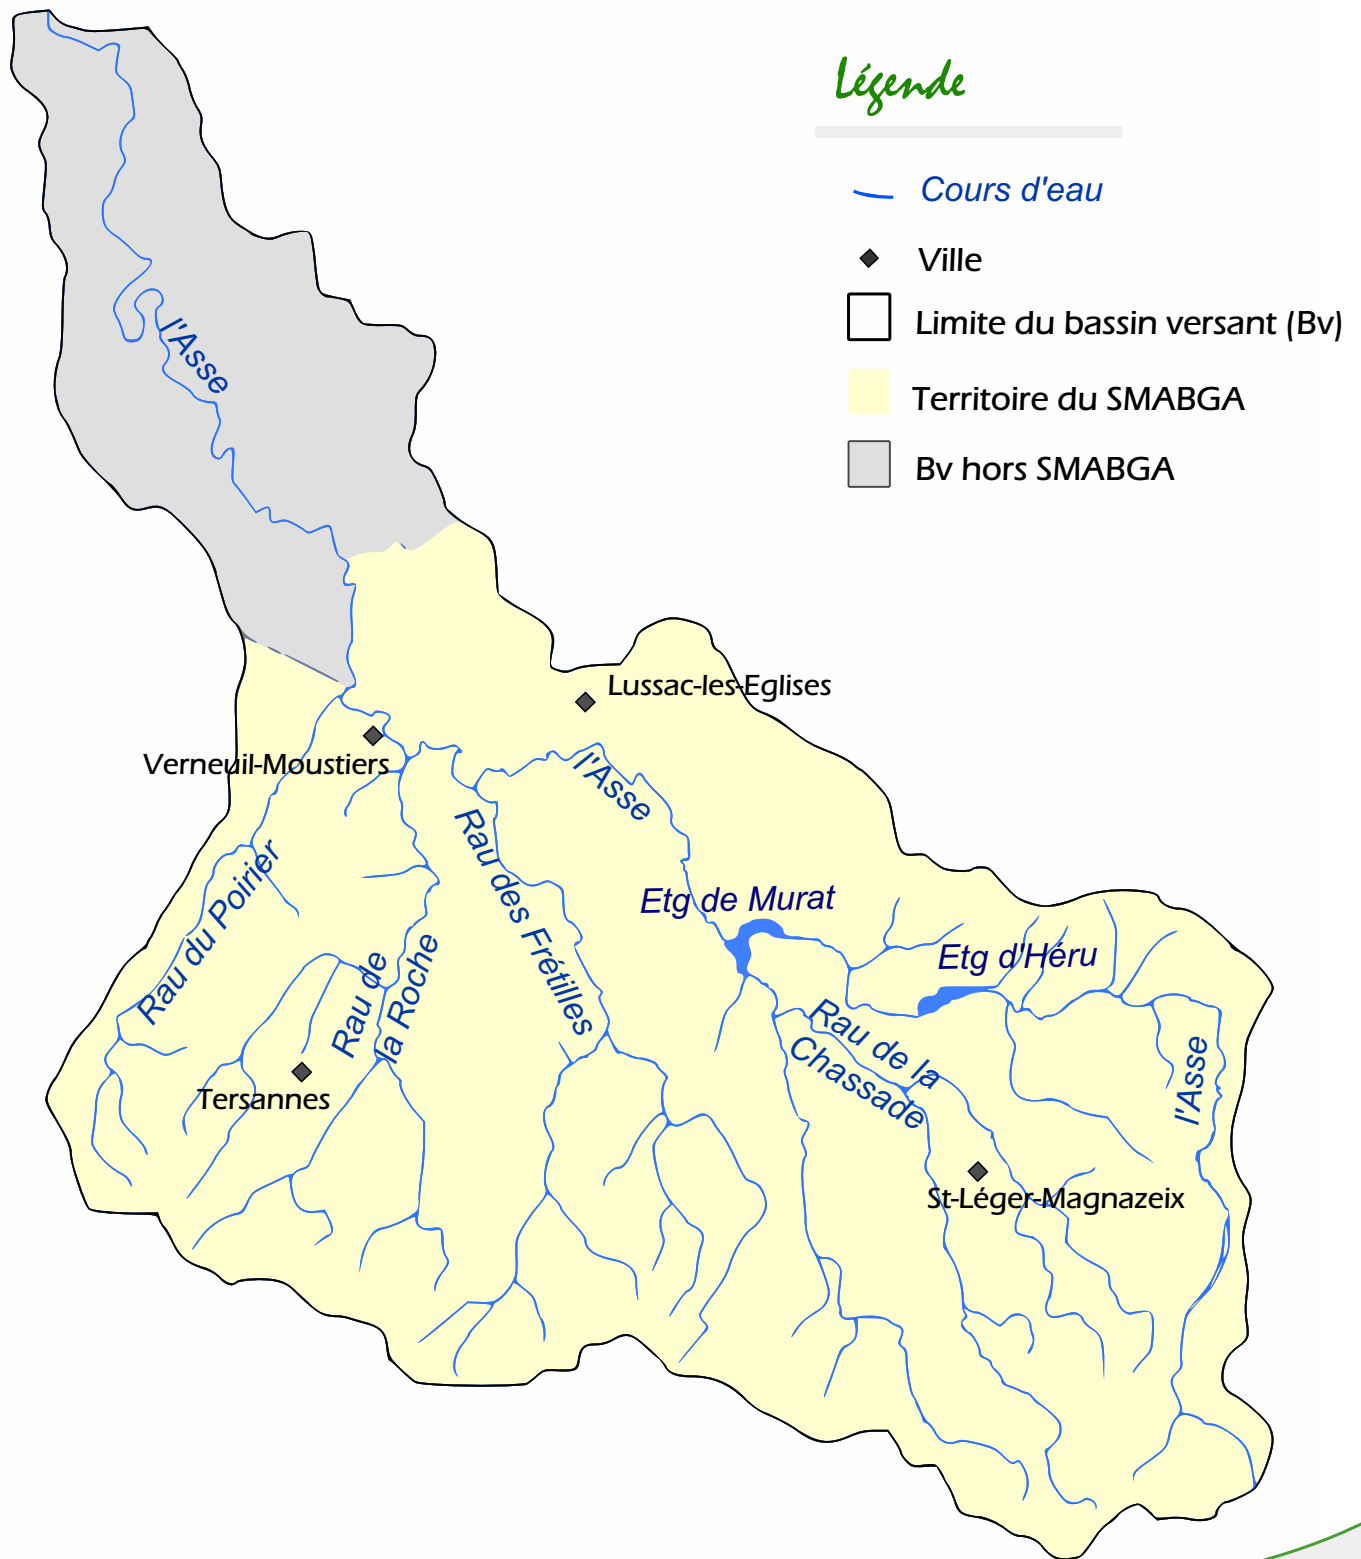 Légende
Cours d'eau
Ville
Limite du bassin versant (Bv)
Territoire du SMABGA
Bv hors SMABGA
l'Asse
Lussac-les-Eglises
Verneuil-Moustiers
l'Asse
Rau du Poirier
Rau des Frétilles
Etg de Murat
Etg d'Héru
Rau de
la Roche
Rau de la
Chassade
l'Asse
Tersannes
St-Léger-Magnazeix